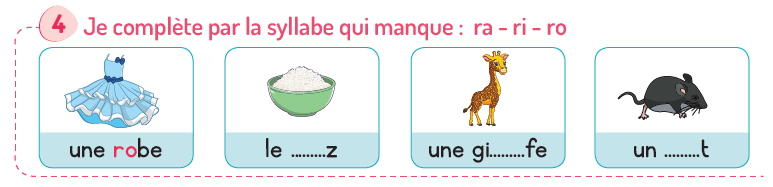 4 Je complète par la syllabe qui manque : ra - ri - ro
une robe
le .........z
une gi.........fe
un .........t